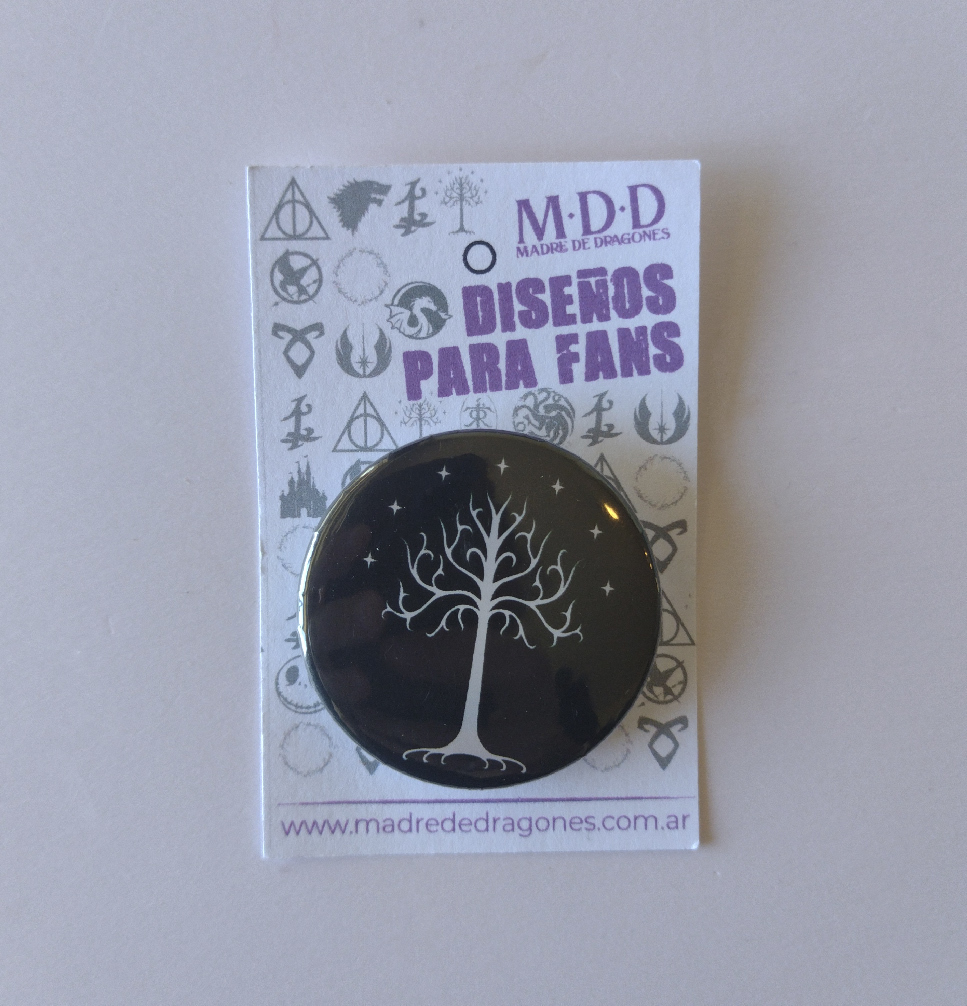 M·D·D
MADRE DE DRAGONES
DISEÑOS
PARA FANS
www.madrededragones.com.ar